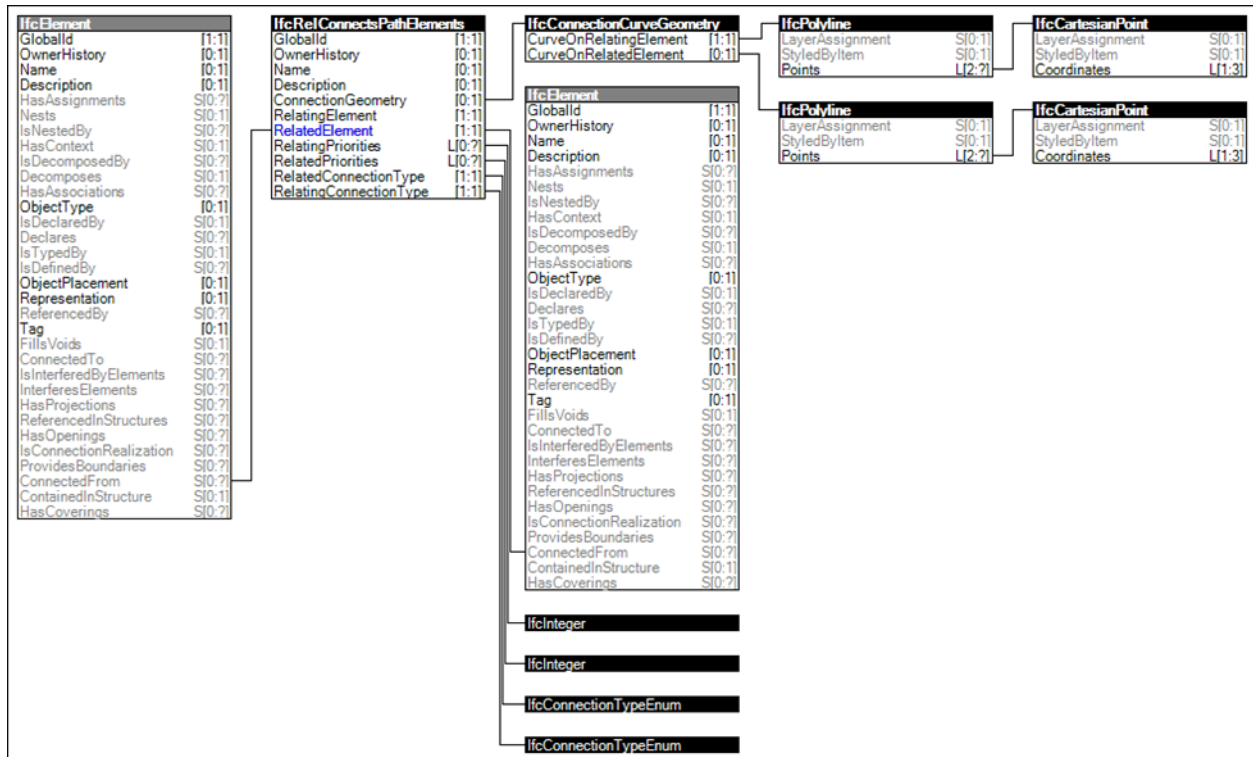 IfcElement
GlobalId [1:1]
OwnerHistory [0:1]
Name [0:1]
Description [0:1]
HasAssignments S[0:?]
Nests S[0:1]
IsNestedBy S[0:?]
HasContext S[0:1]
IsDecomposedBy S[0:?]
Decomposes S[0:1]
HasAssociations S[0:?]
ObjectType [0:1]
IsDeclaredBy S[0:1]
Declares S[0:?]
IsTypedBy S[0:1]
IsDefinedBy S[0:?]
ObjectPlacement [0:1]
Representation [0:1]
ReferencedBy S[0:?]
Tag [0:1]
FillsVoids S[0:1]
ConnectedTo S[0:?]
IsInterferedByElements S[0:?]
InterferesElements S[0:?]
HasProjections S[0:?]
ReferencedInStructures S[0:?]
HasOpenings S[0:?]
IsConnectionRealization S[0:?]
ProvidesBoundaries S[0:?]
ConnectedFrom S[0:?]
ContainedInStructure S[0:1]
HasCoverings S[0:?]
IfcRelConnectsPathElements
GlobalId [1:1]
OwnerHistory [0:1]
Name [0:1]
Description [0:1]
ConnectionGeometry [0:1]
RelatingElement [1:1]
RelatedElement [1:1]
RelatingPriorities L[0:?]
RelatedPriorities L[0:?]
RelatedConnectionType [1:1]
RelatingConnectionType [1:1]
IfcConnectionCurveGeometry
CurveOnRelatingElement [1:1]
CurveOnRelatedElement [0:1]
IfcElement
GlobalId [1:1]
OwnerHistory [0:1]
Name [0:1]
Description [0:1]
HasAssignments S[0:?]
Nests S[0:1]
IsNestedBy S[0:?]
HasContext S[0:1]
IsDecomposedBy S[0:?]
Decomposes S[0:1]
HasAssociations S[0:?]
ObjectType [0:1]
IsDeclaredBy S[0:1]
Declares S[0:?]
IsTypedBy S[0:1]
IsDefinedBy S[0:?]
ObjectPlacement [0:1]
Representation [0:1]
ReferencedBy S[0:?]
Tag [0:1]
FillsVoids S[0:1]
ConnectedTo S[0:?]
IsInterferedByElements S[0:?]
InterferesElements S[0:?]
HasProjections S[0:?]
ReferencedInStructures S[0:?]
HasOpenings S[0:?]
IsConnectionRealization S[0:?]
ProvidesBoundaries S[0:?]
ConnectedFrom S[0:?]
ContainedInStructure S[0:1]
HasCoverings S[0:?]
IfcInteger
IfcInteger
IfcConnectionTypeEnum
IfcConnectionTypeEnum
IfcPolyline
LayerAssignment S[0:1]
StyledByItem S[0:1]
Points L[2:?]
IfcPolyline
LayerAssignment S[0:1]
StyledByItem S[0:1]
Points L[2:?]
IfcCartesianPoint
LayerAssignment S[0:1]
StyledByItem S[0:1]
Coordinates L[1:3]
IfcCartesianPoint
LayerAssignment S[0:1]
StyledByItem S[0:1]
Coordinates L[1:3]